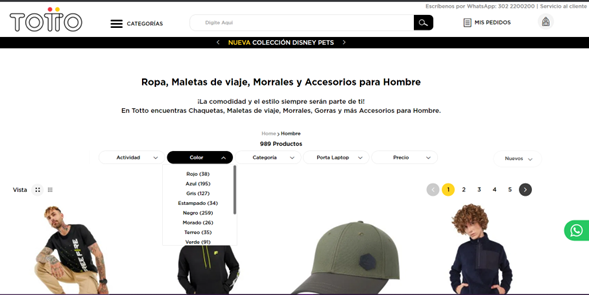 Escríbenos por WhatsApp: 302 2200200 | Servicio al cliente
TOTTO
CATEGORÍAS
Digite Aquí
MIS PEDIDOS
NUEVA COLECCIÓN DISNEY PETS
Ropa, Maletas de viaje, Morrales y Accesorios para Hombre
¡La comodidad y el estilo siempre serán parte de ti!
En Totto encuentras Chaquetas, Maletas de viaje, Morrales, Gorras y más Accesorios para Hombre.
Home > Hombre
989 Productos
Actividad
Color
Categoría
Porta Laptop
Precio
Nuevos
Rojo (38)
Azul (195)
Gris (127)
Estampado (34)
Negro (259)
Morado (26)
Terreo (35)
Verde (91)
Vista
1 2 3 4 5